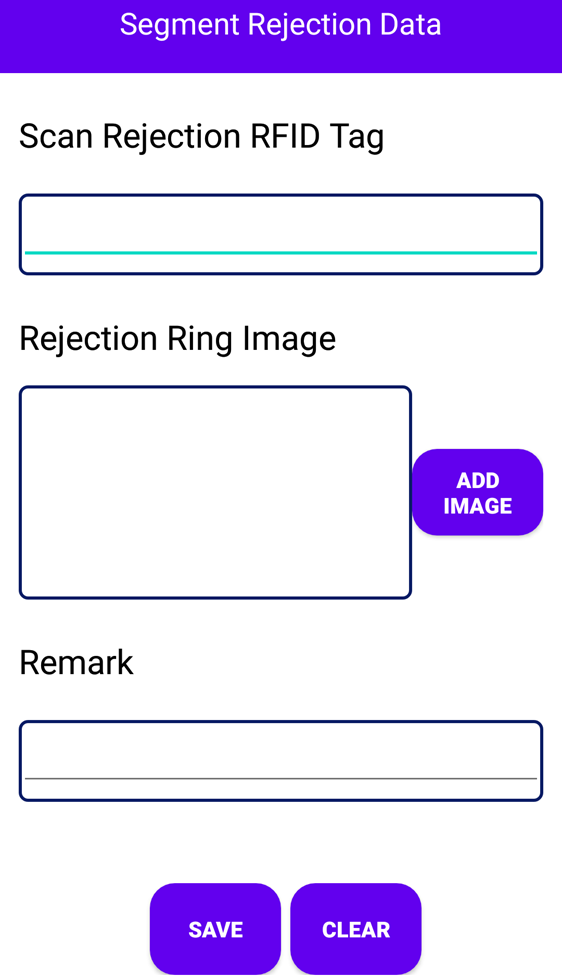 Segment Rejection Data
Scan Rejection RFID Tag
Rejection Ring Image
ADD
IMAGE
Remark
SAVE
CLEAR